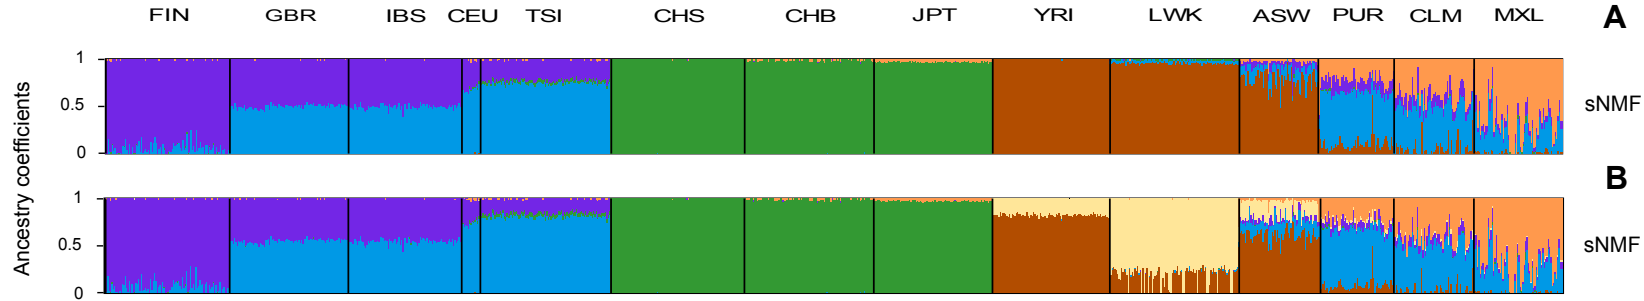 FIN GBR IBS CEU TSI CHS CHB JPT YRI LWK ASW PUR CLM MXL A
Ancestry coefficients
1
0.5
0
sNMF
B
1
0.5
0
sNMF